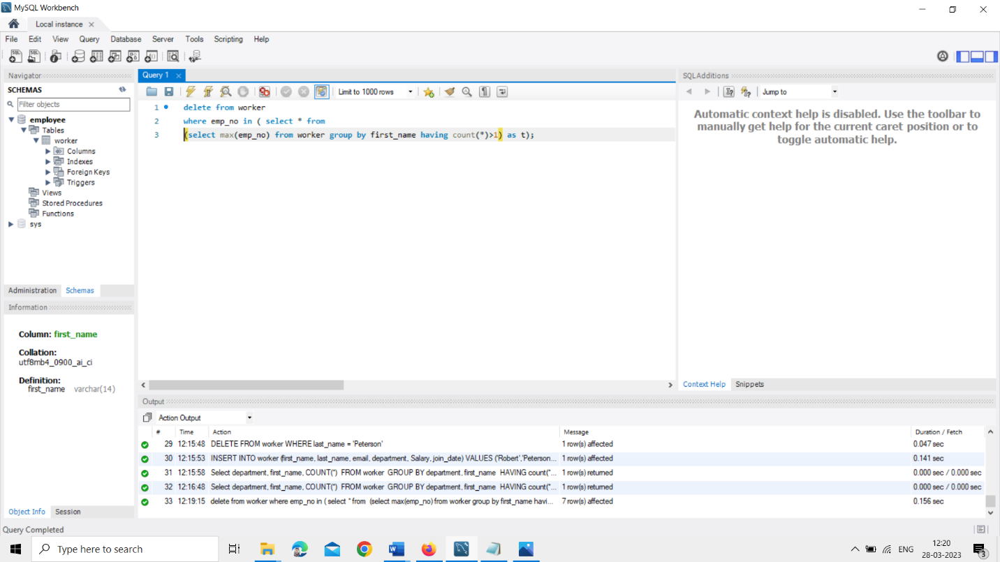 MySQL Workbench
Local instance
File Edit View Query Database Server Tools Scripting Help
Navigator
SCHEMAS
Filter objects
employee
Tables
worker
Columns
Indexes
Foreign Keys
Triggers
Views
Stored Procedures
Functions
sys
Administration Schemas
Information
Column: first_name
Collation:
utf8mb4_0900_ai_ci
Definition:
first_name varchar(14)
Object Info Session
Query 1
Limit to 1000 rows
1 delete from worker
2 where emp_no in ( select * from
3 (select max(emp_no) from worker group by first_name having count(*)>1) as t);
SQLAdditions
Jump to
Automatic context help is disabled. Use the toolbar to
manually get help for the current caret position or to
toggle automatic help.
Context Help Snippets
Output
Action Output
# Time Action Message Duration / Fetch
29 12:15:48 DELETE FROM worker WHERE last_name = 'Peterson' 1 row(s) affected 0.047 sec
30 12:15:53 INSERT INTO worker (first_name, last_name, email, department, Salary, join_date) VALUES ('Robert','Peterson... 1 row(s) affected 0.141 sec
31 12:15:58 Select department, first_name, COUNT(*) FROM worker GROUP BY department, first_name HAVING count(*... 1 row(s) returned 0.000 sec / 0.000 sec
32 12:16:48 Select department, first_name, COUNT(*) FROM worker GROUP BY department, first_name HAVING count(*... 1 row(s) returned 0.000 sec / 0.000 sec
33 12:19:15 delete from worker where emp_no in ( select * from (select max(emp_no) from worker group by first_name havi... 7 row(s) affected 0.156 sec
Query Completed
Type here to search
ENG
12:20
28-03-2023
3